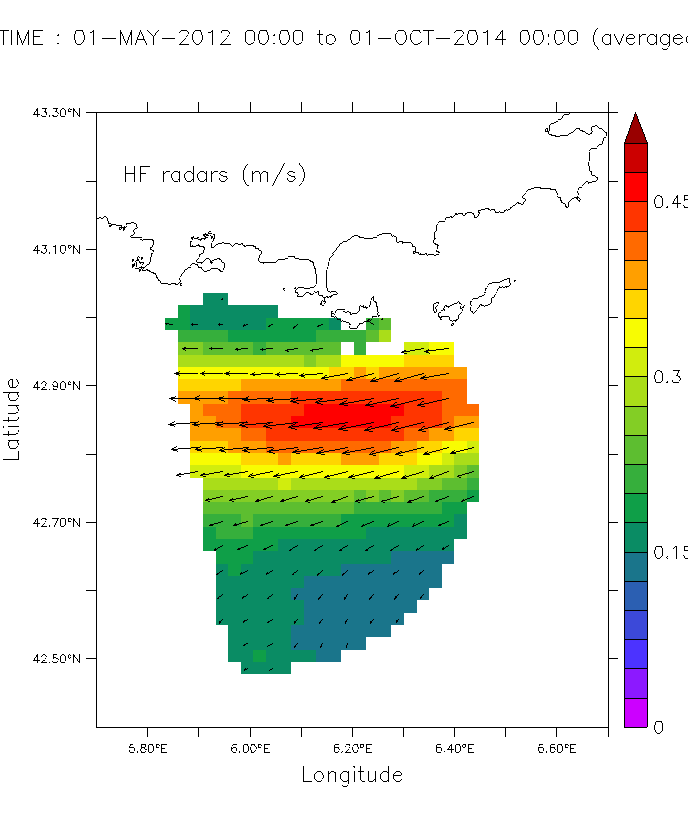 TIME : 01-MAY-2012 00:00 to 01-OCT-2014 00:00 (average
43.30°N
HF radars (m/s)
0.45
43.10°N
0.3
42.90°N
Latitude
42.70°N
0.15
42.50°N
0
5.80°E 6.00°E 6.20°E 6.40°E 6.60°E
Longitude